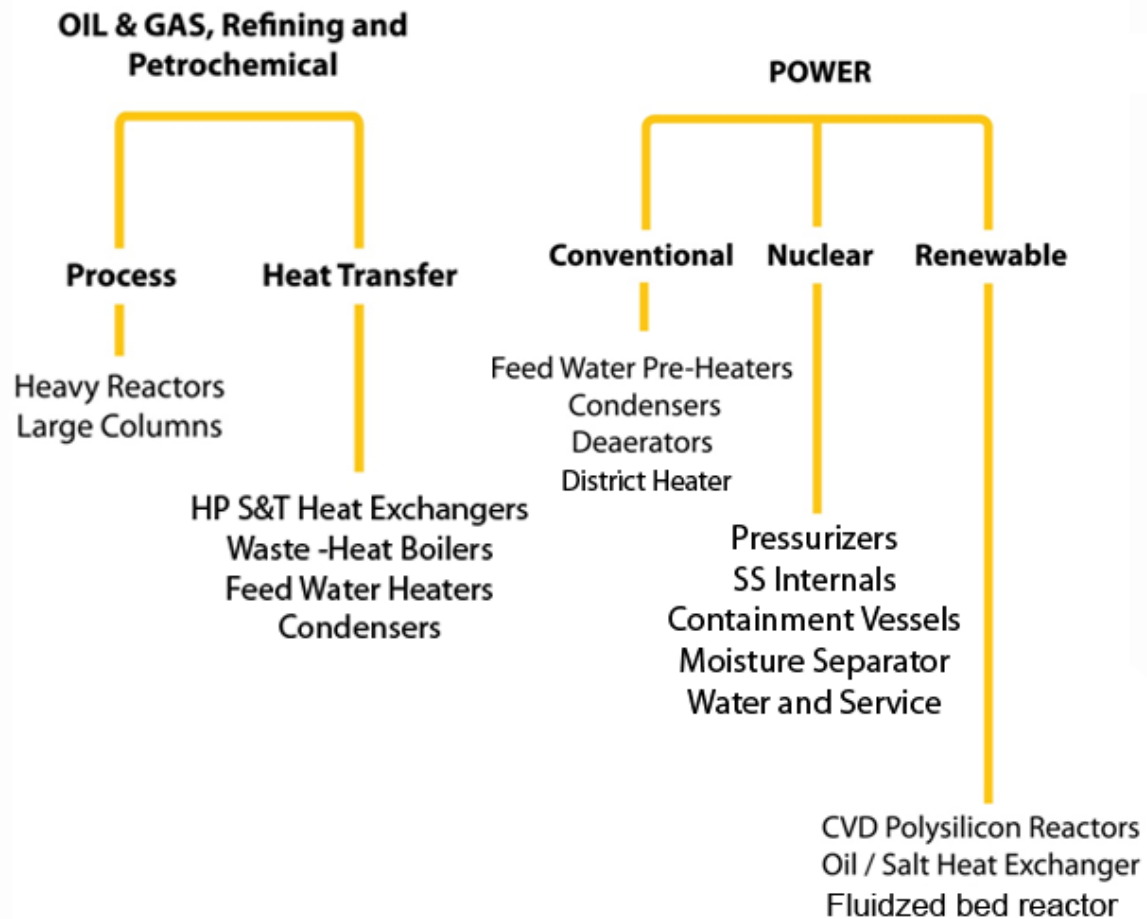 OIL & GAS, Refining and
Petrochemical
Process
Heavy Reactors
Large Columns
Heat Transfer
HP S&T Heat Exchangers
Waste -Heat Boilers
Feed Water Heaters
Condensers
POWER
Conventional
Feed Water Pre-Heaters
Condensers
Deaerators
District Heater
Nuclear
Pressurizers
SS Internals
Containment Vessels
Moisture Separator
Water and Service
Renewable
CVD Polysilicon Reactors
Oil / Salt Heat Exchanger
Fluidzed bed reactor